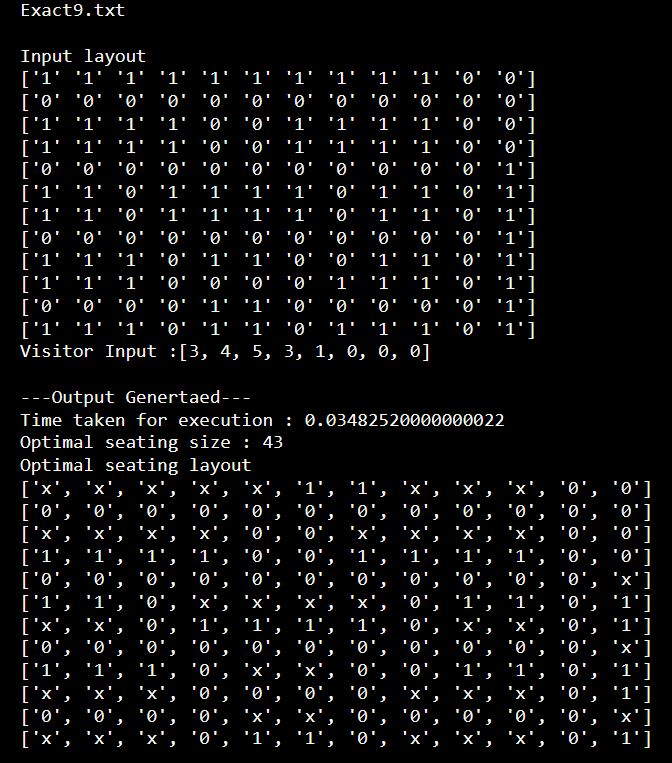 Exact9.txt
Input layout
['1' '1' '1' '1' '1' '1' '1' '1' '1' '1' '0' '0']
['0' '0' '0' '0' '0' '0' '0' '0' '0' '0' '0' '0']
['1' '1' '1' '1' '0' '0' '1' '1' '1' '1' '0' '0']
['1' '1' '1' '1' '0' '0' '1' '1' '1' '1' '0' '0']
['0' '0' '0' '0' '0' '0' '0' '0' '0' '0' '0' '1']
['1' '1' '0' '1' '1' '1' '1' '0' '1' '1' '0' '1']
['1' '1' '0' '1' '1' '1' '1' '0' '1' '1' '0' '1']
['0' '0' '0' '0' '0' '0' '0' '0' '0' '0' '0' '1']
['1' '1' '1' '0' '1' '1' '0' '0' '1' '1' '0' '1']
['1' '1' '1' '0' '0' '0' '0' '1' '1' '1' '0' '1']
['0' '0' '0' '0' '1' '1' '0' '0' '0' '0' '0' '1']
['1' '1' '1' '0' '1' '1' '0' '1' '1' '1' '0' '1']
Visitor Input :[3, 4, 5, 3, 1, 0, 0, 0]
---Output Genertaed---
Time taken for execution : 0.03482520000000022
Optimal seating size : 43
Optimal seating layout
['x', 'x', 'x', 'x', 'x', '1', '1', 'x', 'x', 'x', '0', '0']
['0', '0', '0', '0', '0', '0', '0', '0', '0', '0', '0', '0']
['x', 'x', 'x', 'x', '0', '0', 'x', 'x', 'x', 'x', '0', '0']
['1', '1', '1', '1', '0', '0', '1', '1', '1', '1', '0', '0']
['0', '0', '0', '0', '0', '0', '0', '0', '0', '0', '0', 'x']
['1', '1', '0', 'x', 'x', 'x', 'x', '0', '1', '1', '0', '1']
['x', 'x', '0', '1', '1', '1', '1', '0', 'x', 'x', '0', '1']
['0', '0', '0', '0', '0', '0', '0', '0', '0', '0', '0', 'x']
['1', '1', '1', '0', 'x', 'x', '0', '0', '1', '1', '0', '1']
['x', 'x', 'x', '0', '0', '0', '0', 'x', 'x', 'x', '0', '1']
['0', '0', '0', '0', 'x', 'x', '0', '0', '0', '0', '0', 'x']
['x', 'x', 'x', '0', '1', '1', '0', 'x', 'x', 'x', '0', '1']